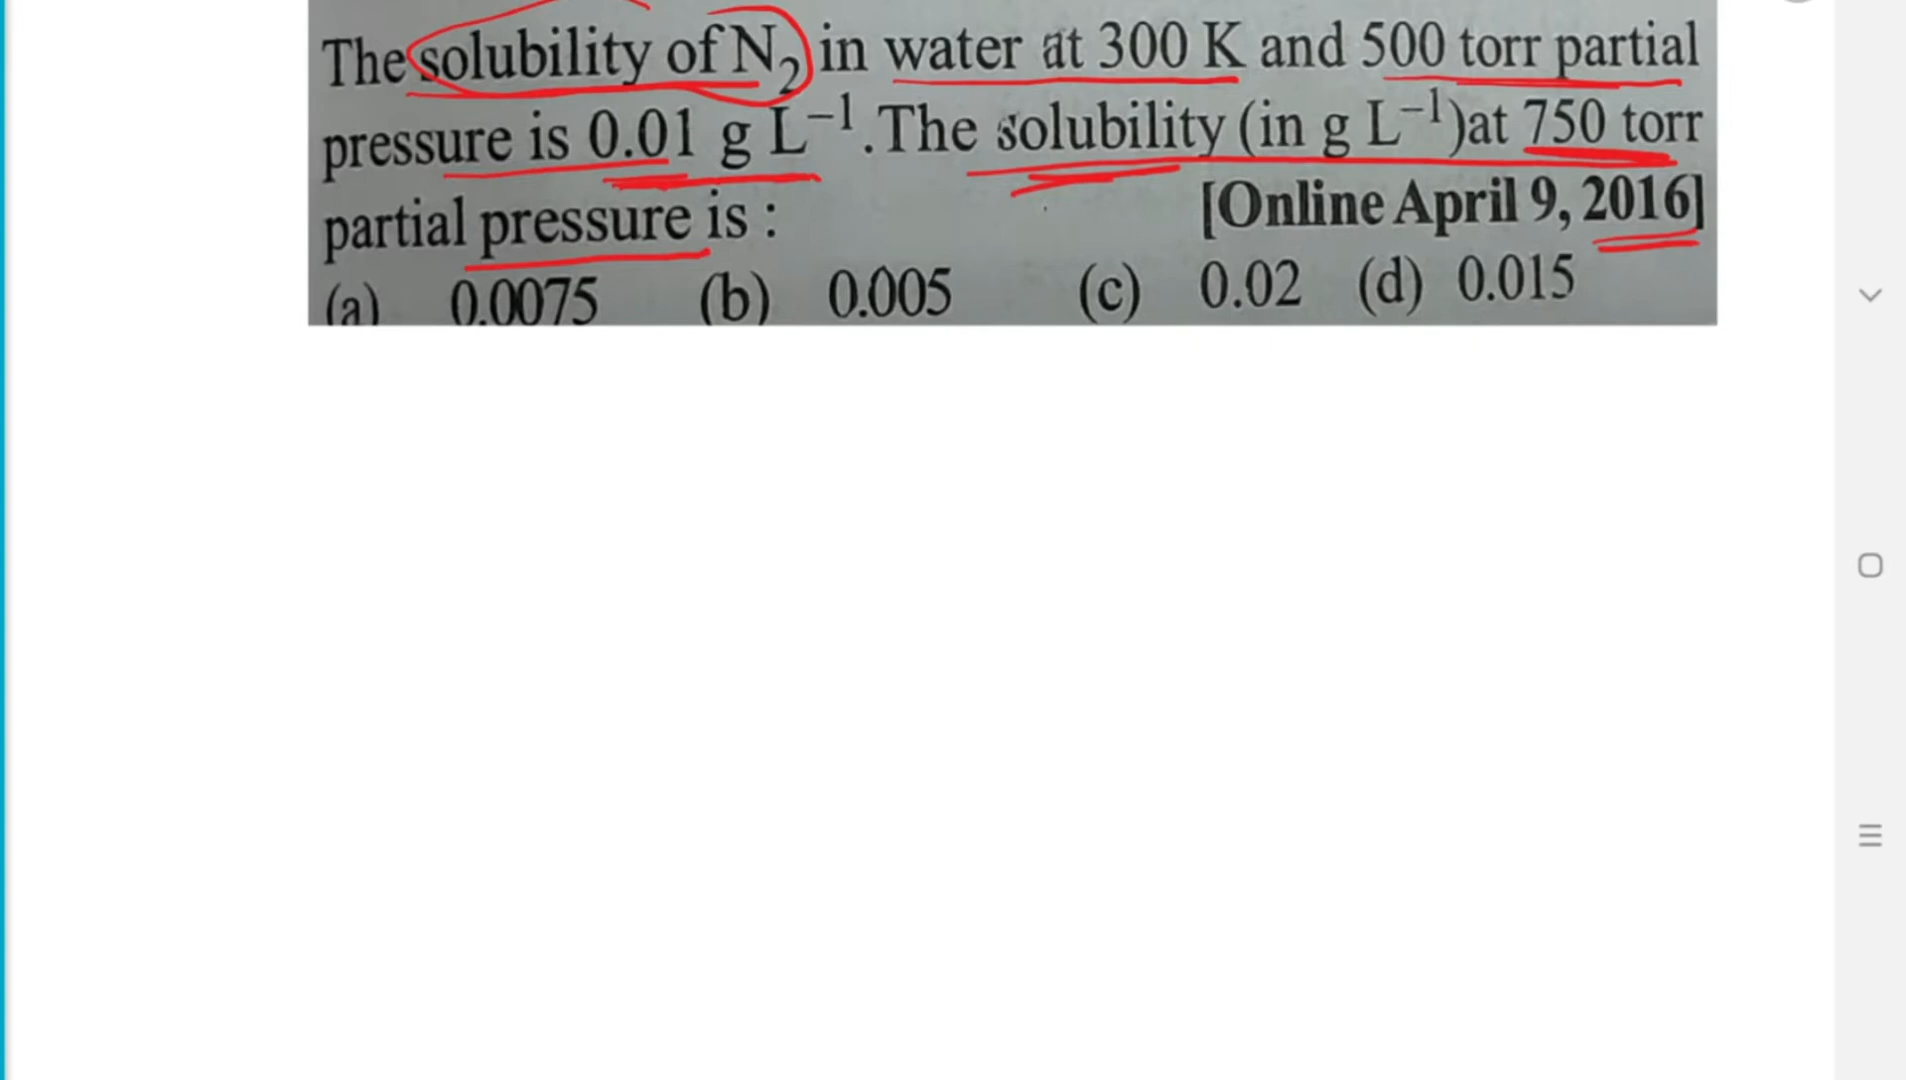 The solubility of N₂ in water at 300 K and 500 torr partial
pressure is 0.01 g L⁻¹. The solubility (in g L⁻¹) at 750 torr
partial pressure is :
[Online April 9, 2016]
(a) 0.0075 (b) 0.005 (c) 0.02 (d) 0.015